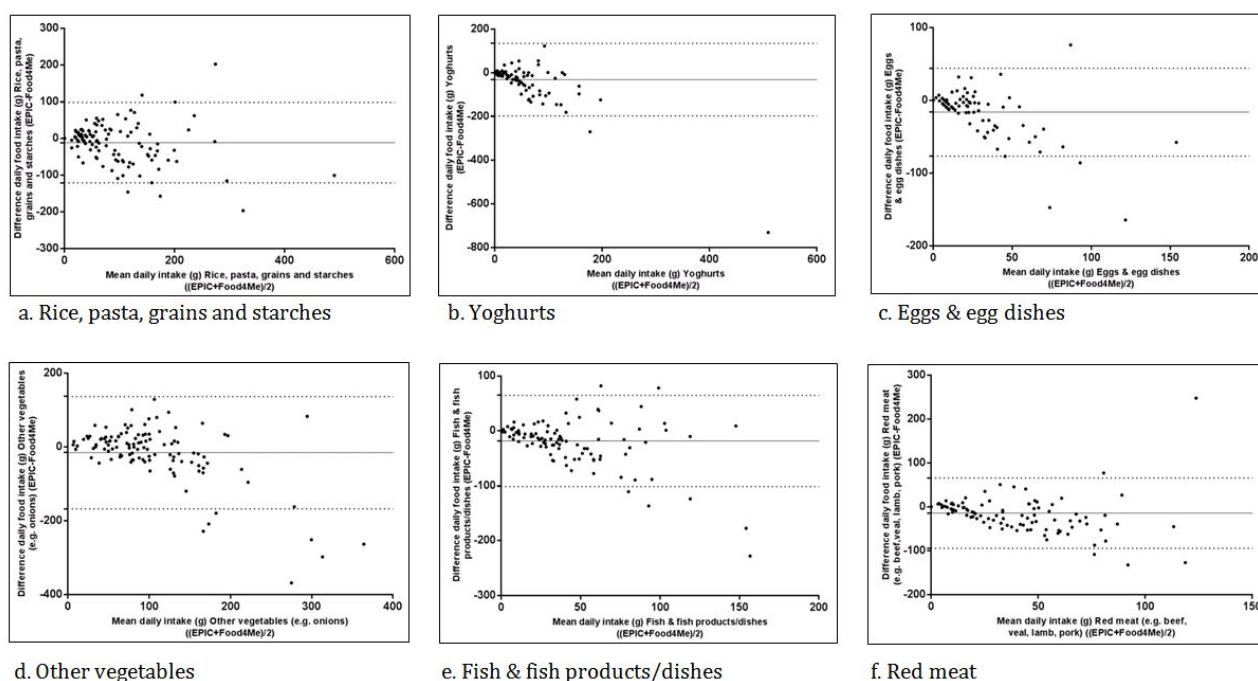 300
200
100
0
-100
-200
-300
0
200
400
600
Difference daily food intake (g) Rice, pasta,
grains and starches (EPIC-Food4Me)
Mean daily intake (g) Rice, pasta, grains and starches
((EPIC+Food4Me)/2)
a. Rice, pasta, grains and starches
200
0
-200
-400
-600
-800
0
200
400
600
Difference daily food intake (g) Yoghurts
(EPIC-Food4Me)
Mean daily intake (g) Yoghurts
((EPIC+Food4Me)/2)
b. Yoghurts
100
0
-100
-200
0
50
100
150
200
Difference daily food intake (g) Eggs
& egg dishes (EPIC-Food4Me)
Mean daily intake (g) Eggs & egg dishes
((EPIC+Food4Me)/2)
c. Eggs & egg dishes
200
0
-200
-400
0
100
200
300
400
Difference daily food intake (g) Other vegetables
(e.g. onions) (EPIC-Food4Me)
Mean daily intake (g) Other vegetables (e.g. onions)
((EPIC+Food4Me)/2)
d. Other vegetables
100
0
-100
-200
-300
0
50
100
150
200
Difference daily food intake (g) Fish & fish
products/dishes (EPIC-Food4Me)
Mean daily intake (g) Fish & fish products/dishes
((EPIC+Food4Me)/2)
e. Fish & fish products/dishes
300
200
100
0
-100
-200
0
50
100
150
Difference daily food intake (g) Red meat
(e.g. beef,veal, lamb, pork) (EPIC-Food4Me)
Mean daily intake (g) Red meat (e.g. beef,
veal, lamb, pork) ((EPIC+Food4Me)/2)
f. Red meat